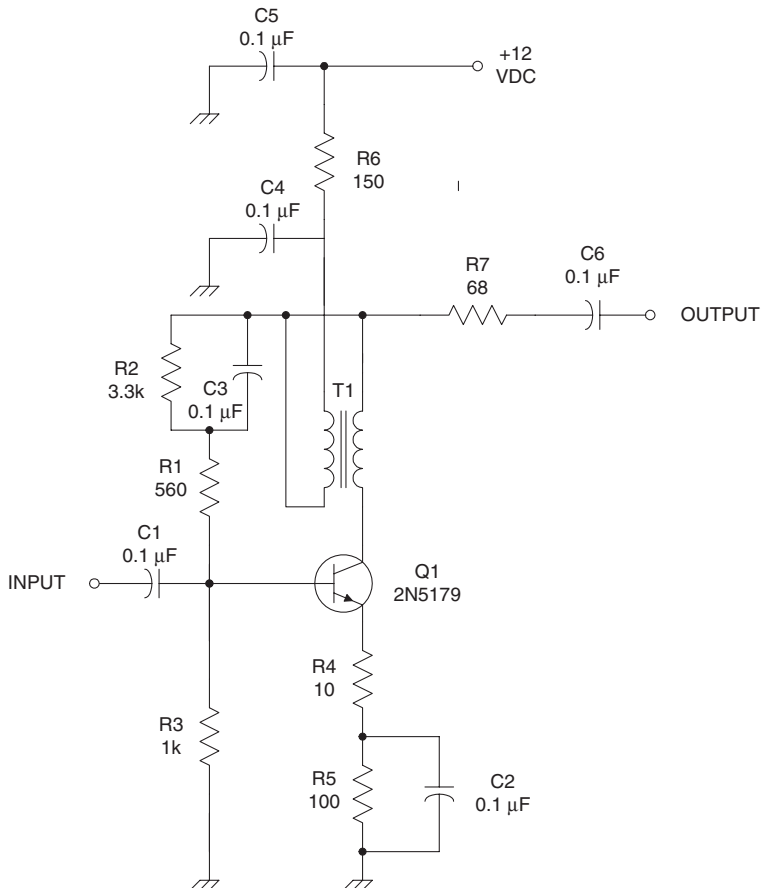 C5
0.1 µF
+12
VDC
R6
150
C4
0.1 µF
R7
68
C6
0.1 µF
OUTPUT
R2
3.3k
C3
0.1 µF
T1
R1
560
C1
0.1 µF
INPUT
Q1
2N5179
R4
10
R3
1k
R5
100
C2
0.1 µF